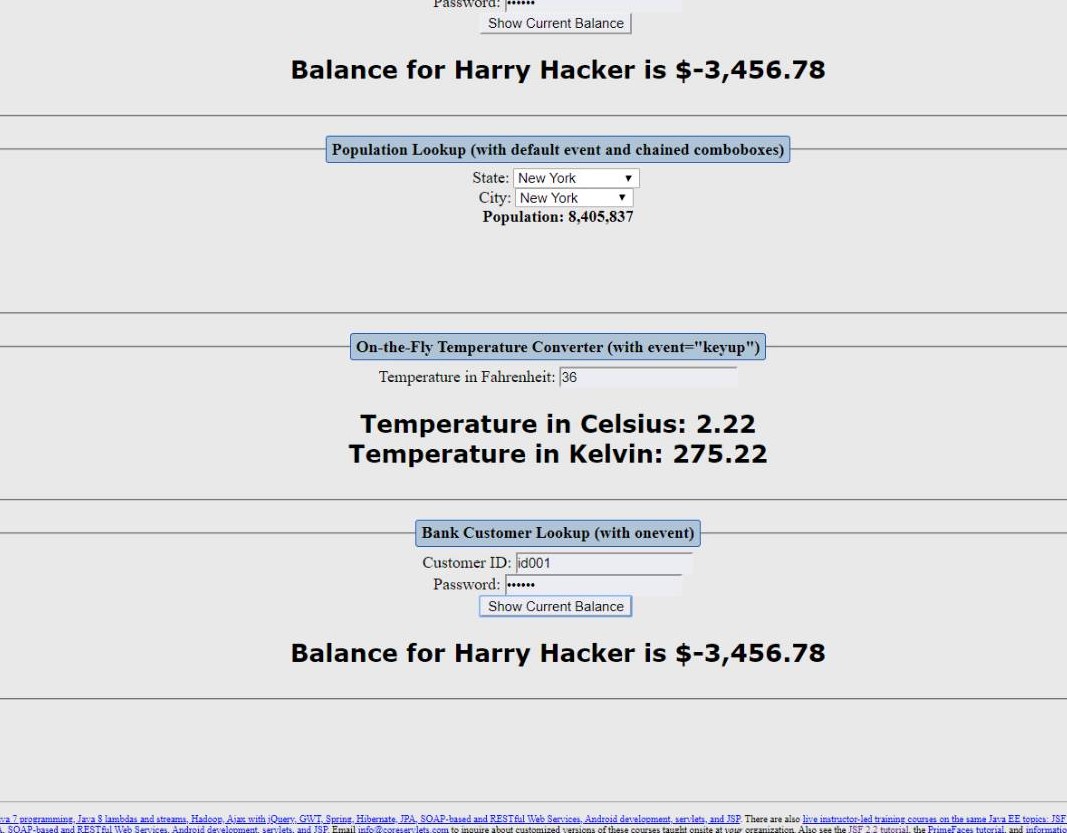 Password: ••••••
Show Current Balance
Balance for Harry Hacker is $-3,456.78
Population Lookup (with default event and chained comboboxes)
State: New York
City: New York
Population: 8,405,837
On-the-Fly Temperature Converter (with event="keyup")
Temperature in Fahrenheit: 36
Temperature in Celsius: 2.22
Temperature in Kelvin: 275.22
Bank Customer Lookup (with onevent)
Customer ID: id001
Password: ••••••
Show Current Balance
Balance for Harry Hacker is $-3,456.78
va 7 programming, Java 8 lambdas and streams, Hadoop, Ajax with jQuery, GWT, Spring, Hibernate, JPA, SOAP-based and RESTful Web Services, Android development, servlets, and JSP. There are also live instructor-led training courses on the same Java EE topics: JSF
A, SOAP-based and RESTful Web Services, Android development, servlets, and JSP. Email info@coreservlets.com to inquire about customized versions of these courses taught onsite at your organization. Also see the JSF 2.2 tutorial, the PrimeFaces tutorial, and informatio